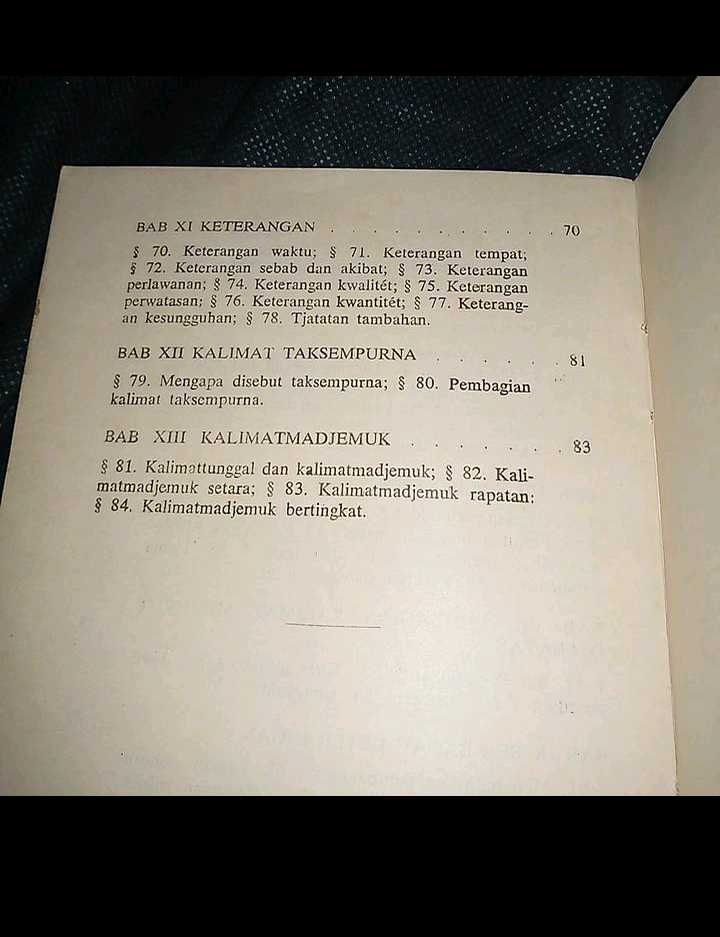 BAB XI KETERANGAN . . . . . . . . . . . . 70
§ 70. Keterangan waktu; § 71. Keterangan tempat;
§ 72. Keterangan sebab dan akibat; § 73. Keterangan
perlawanan; § 74. Keterangan kwalitét; § 75. Keterangan
perwatasan; § 76. Keterangan kwantitét; § 77. Keterang-
an kesungguhan; § 78. Tjatatan tambahan.
BAB XII KALIMAT TAKSEMPURNA . . . . . . 81
§ 79. Mengapa disebut taksempurna; § 80. Pembagian
kalimat taksempurna.
BAB XIII KALIMATMADJEMUK . . . . . . . 83
§ 81. Kalimattunggal dan kalimatmadjemuk; § 82. Kali-
matmadjemuk setara; § 83. Kalimatmadjemuk rapatan;
§ 84. Kalimatmadjemuk bertingkat.